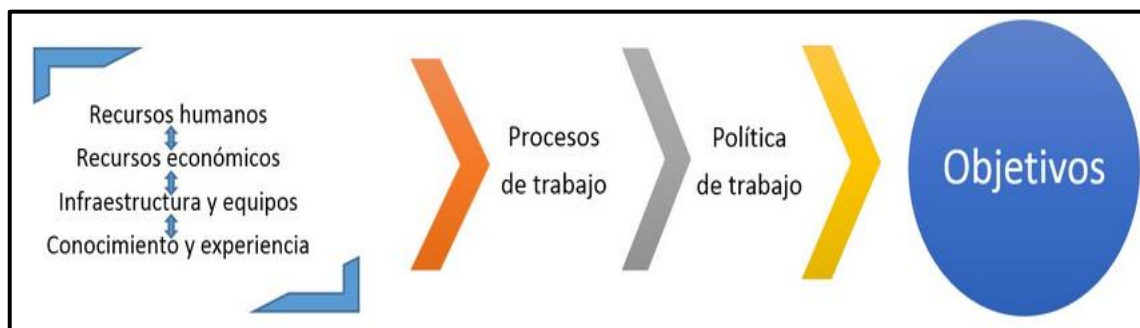 Recursos humanos
Recursos económicos
Infraestructura y equipos
Conocimiento y experiencia
Procesos
de trabajo
Política
de trabajo
Objetivos